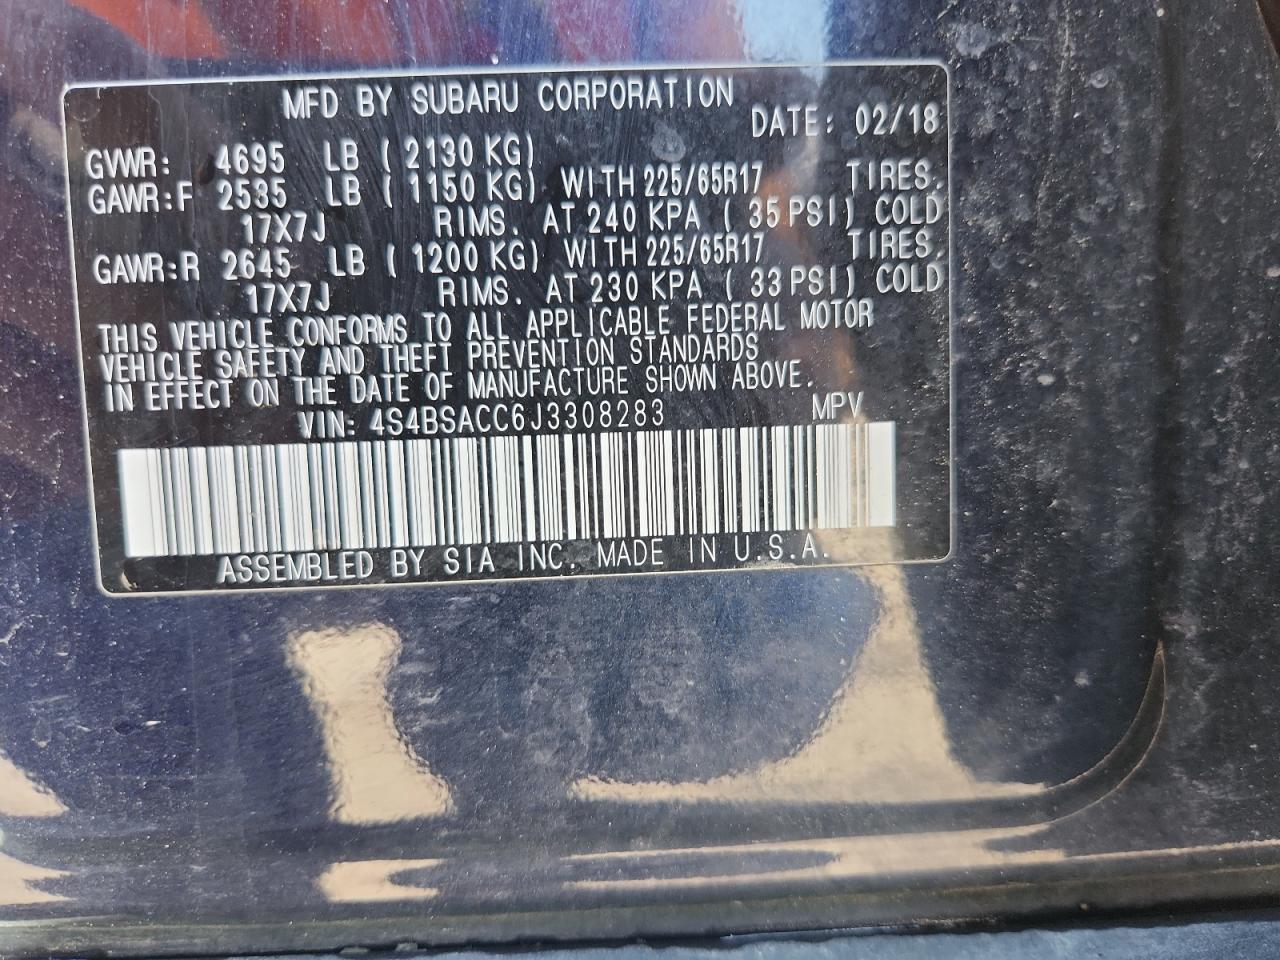 MFD BY SUBARU CORPORATION
DATE: 02/18
GVWR: 4695 LB ( 2130 KG)
GAWR:F 2535 LB ( 1150 KG) WITH 225/65R17 TIRES.
17X7J RIMS. AT 240 KPA ( 35 PSI) COLD
GAWR:R 2645 LB ( 1200 KG) WITH 225/65R17 TIRES.
17X7J RIMS. AT 230 KPA ( 33 PSI) COLD
THIS VEHICLE CONFORMS TO ALL APPLICABLE FEDERAL MOTOR
VEHICLE SAFETY AND THEFT PREVENTION STANDARDS
IN EFFECT ON THE DATE OF MANUFACTURE SHOWN ABOVE.
VIN: 4S4BSACC6J3308283 MPV
ASSEMBLED BY SIA INC. MADE IN U.S.A.